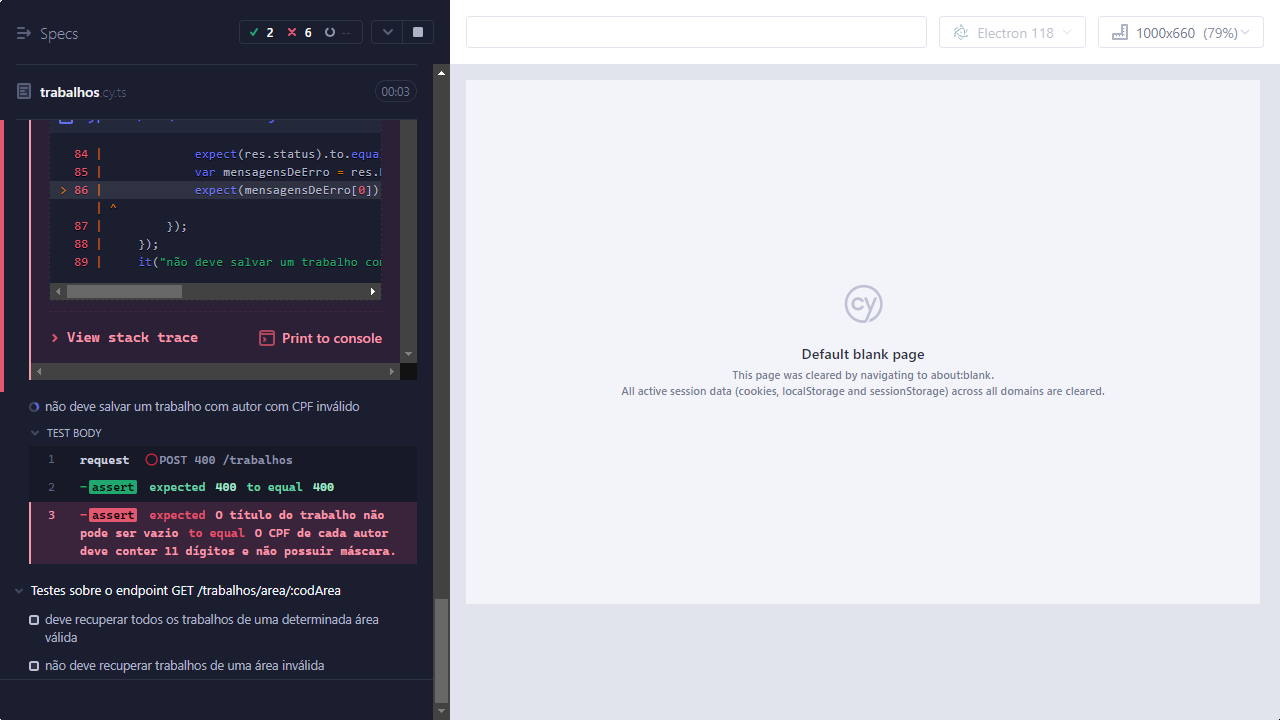 Specs
2
6
--
Electron 118
1000x660 (79%)
trabalhos.cy.ts
00:03
84 | expect(res.status).to.equa
85 | var mensagensDeErro = res.
> 86 | expect(mensagensDeErro[0])
| ^
87 | });
88 | });
89 | it("não deve salvar um trabalho co
View stack trace
Print to console
não deve salvar um trabalho com autor com CPF inválido
TEST BODY
1 request POST 400 /trabalhos
2 -assert expected 400 to equal 400
3 -assert expected O título do trabalho não
pode ser vazio to equal O CPF de cada autor
deve conter 11 dígitos e não possuir máscara.
Testes sobre o endpoint GET /trabalhos/area/:codArea
deve recuperar todos os trabalhos de uma determinada área
válida
não deve recuperar trabalhos de uma área inválida
cy
Default blank page
This page was cleared by navigating to about:blank.
All active session data (cookies, localStorage and sessionStorage) across all domains are cleared.